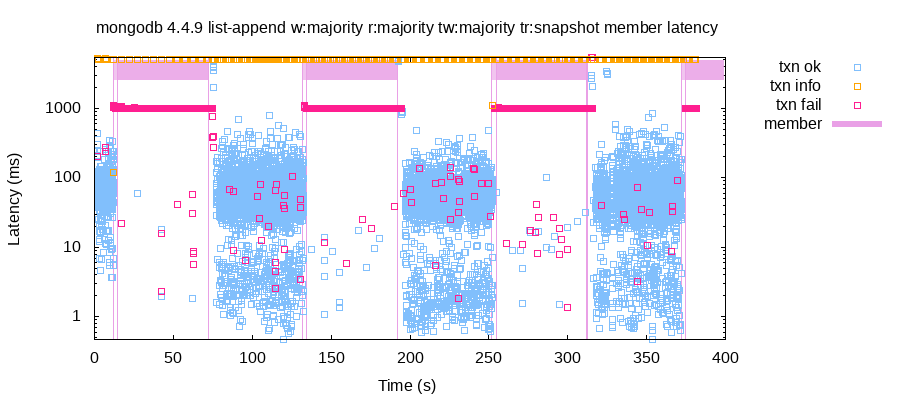 mongodb 4.4.9 list-append w:majority r:majority tw:majority tr:snapshot member latency
txn ok
txn info
txn fail
member
Latency (ms)
1000
100
10
1
0 50 100 150 200 250 300 350 400
Time (s)